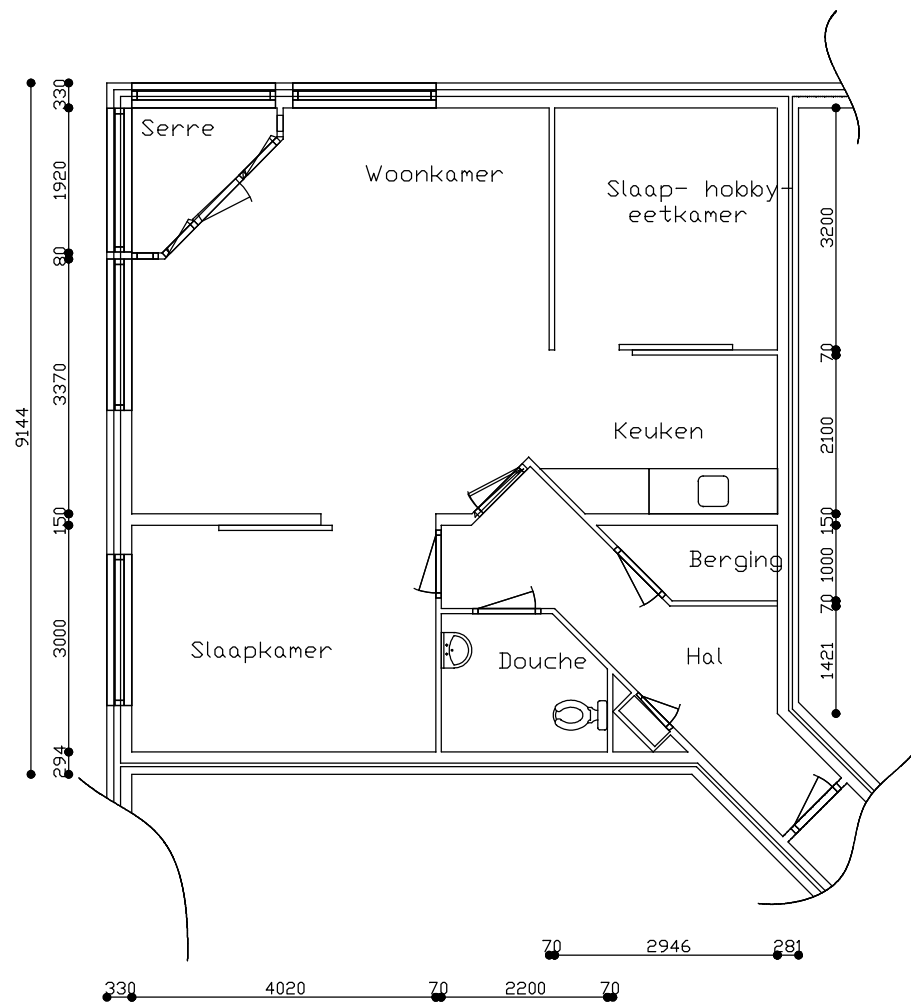 330
Serre
1920
Woonkamer
Slaap- hobby-
eetkamer
3200
80
70
3370
9144
Keuken
2100
150
150
Berging
1000
70
3000
Slaapkamer
Douche
Hal
1421
294
70
2946
281
330
4020
70
2200
70